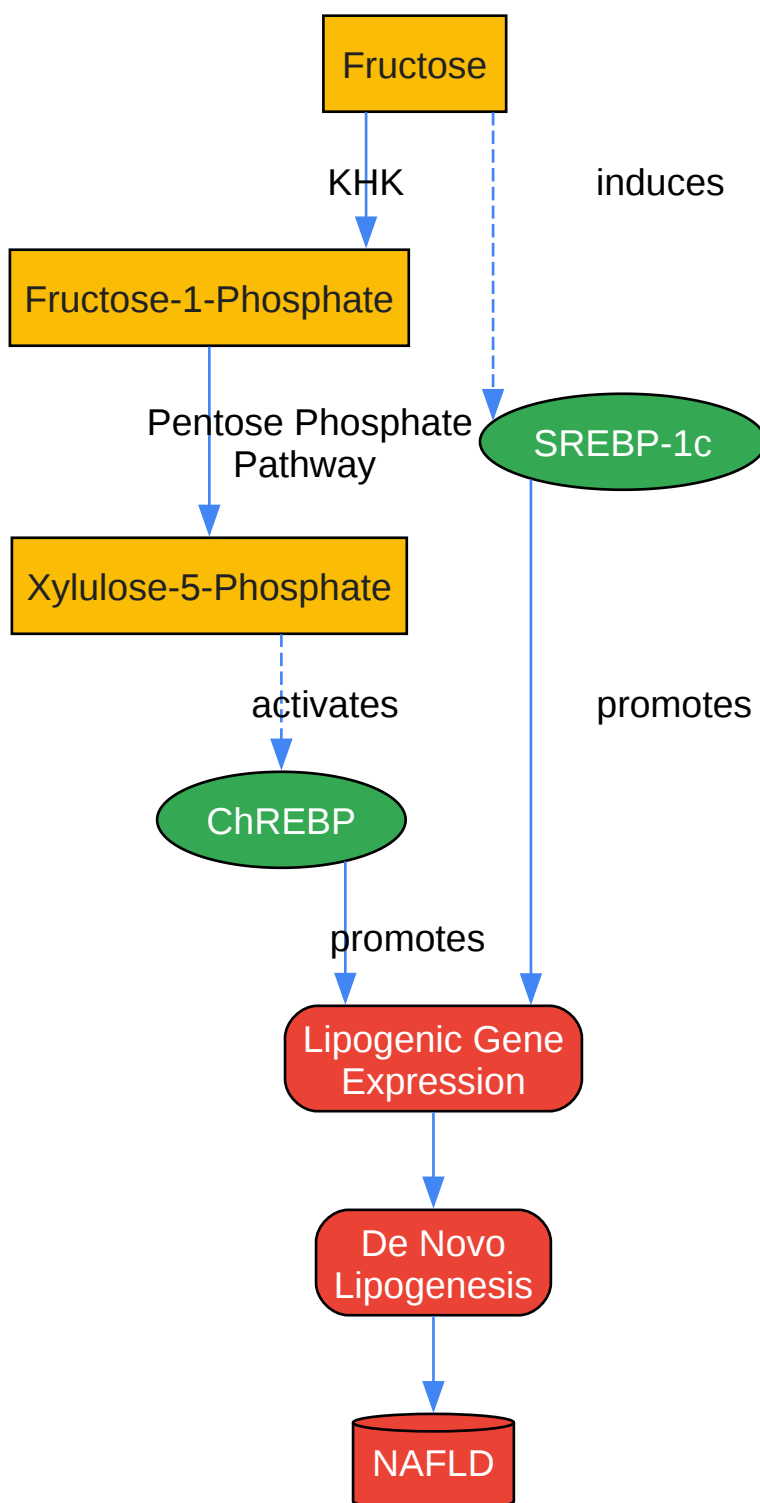 Fructose
KHK
induces
Fructose-1-Phosphate
Pentose Phosphate
Pathway
SREBP-1c
Xylulose-5-Phosphate
activates
promotes
ChREBP
promotes
Lipogenic Gene
Expression
De Novo
Lipogenesis
NAFLD